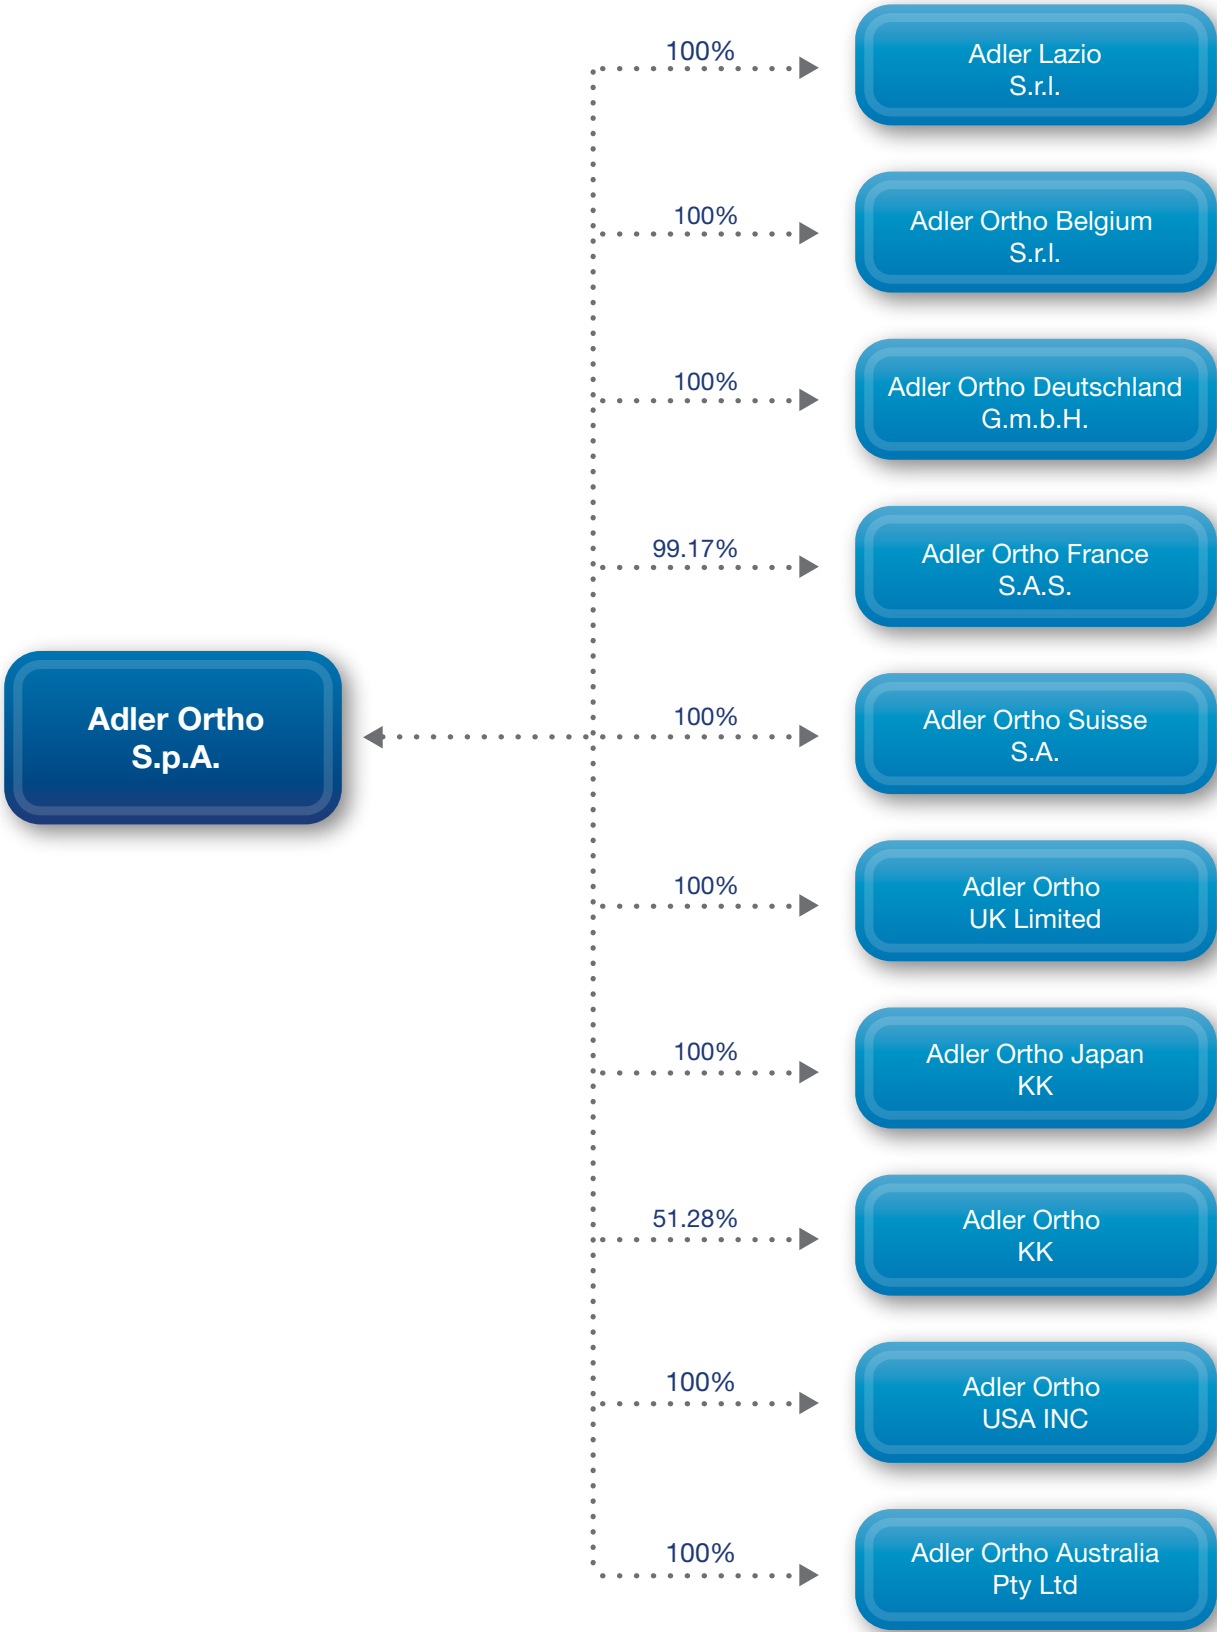 100%
Adler Lazio
S.r.l.
100%
Adler Ortho Belgium
S.r.l.
100%
Adler Ortho Deutschland
G.m.b.H.
99.17%
Adler Ortho France
S.A.S.
Adler Ortho
S.p.A.
100%
Adler Ortho Suisse
S.A.
100%
Adler Ortho
UK Limited
100%
Adler Ortho Japan
KK
51.28%
Adler Ortho
KK
100%
Adler Ortho
USA INC
100%
Adler Ortho Australia
Pty Ltd